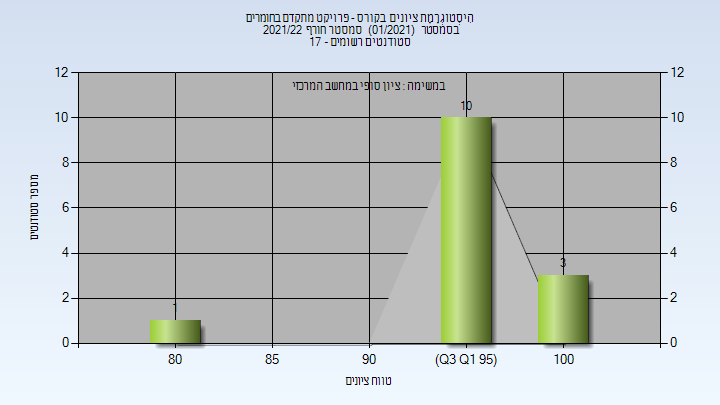 היסטוגרמת ציונים בקורס - פרויקט מתקדם בחומרים
בסמסטר (01/2021) סמסטר חורף 2021/22
סטודנטים רשומים - 17
במשימה : ציון סופי במחשב המרכזי
מספר סטודנטים
12 12
10 10
8 8
6 6
4 4
2 2
0 0
1
10
3
80 85 90 (Q3 Q1 95) 100
טווח ציונים